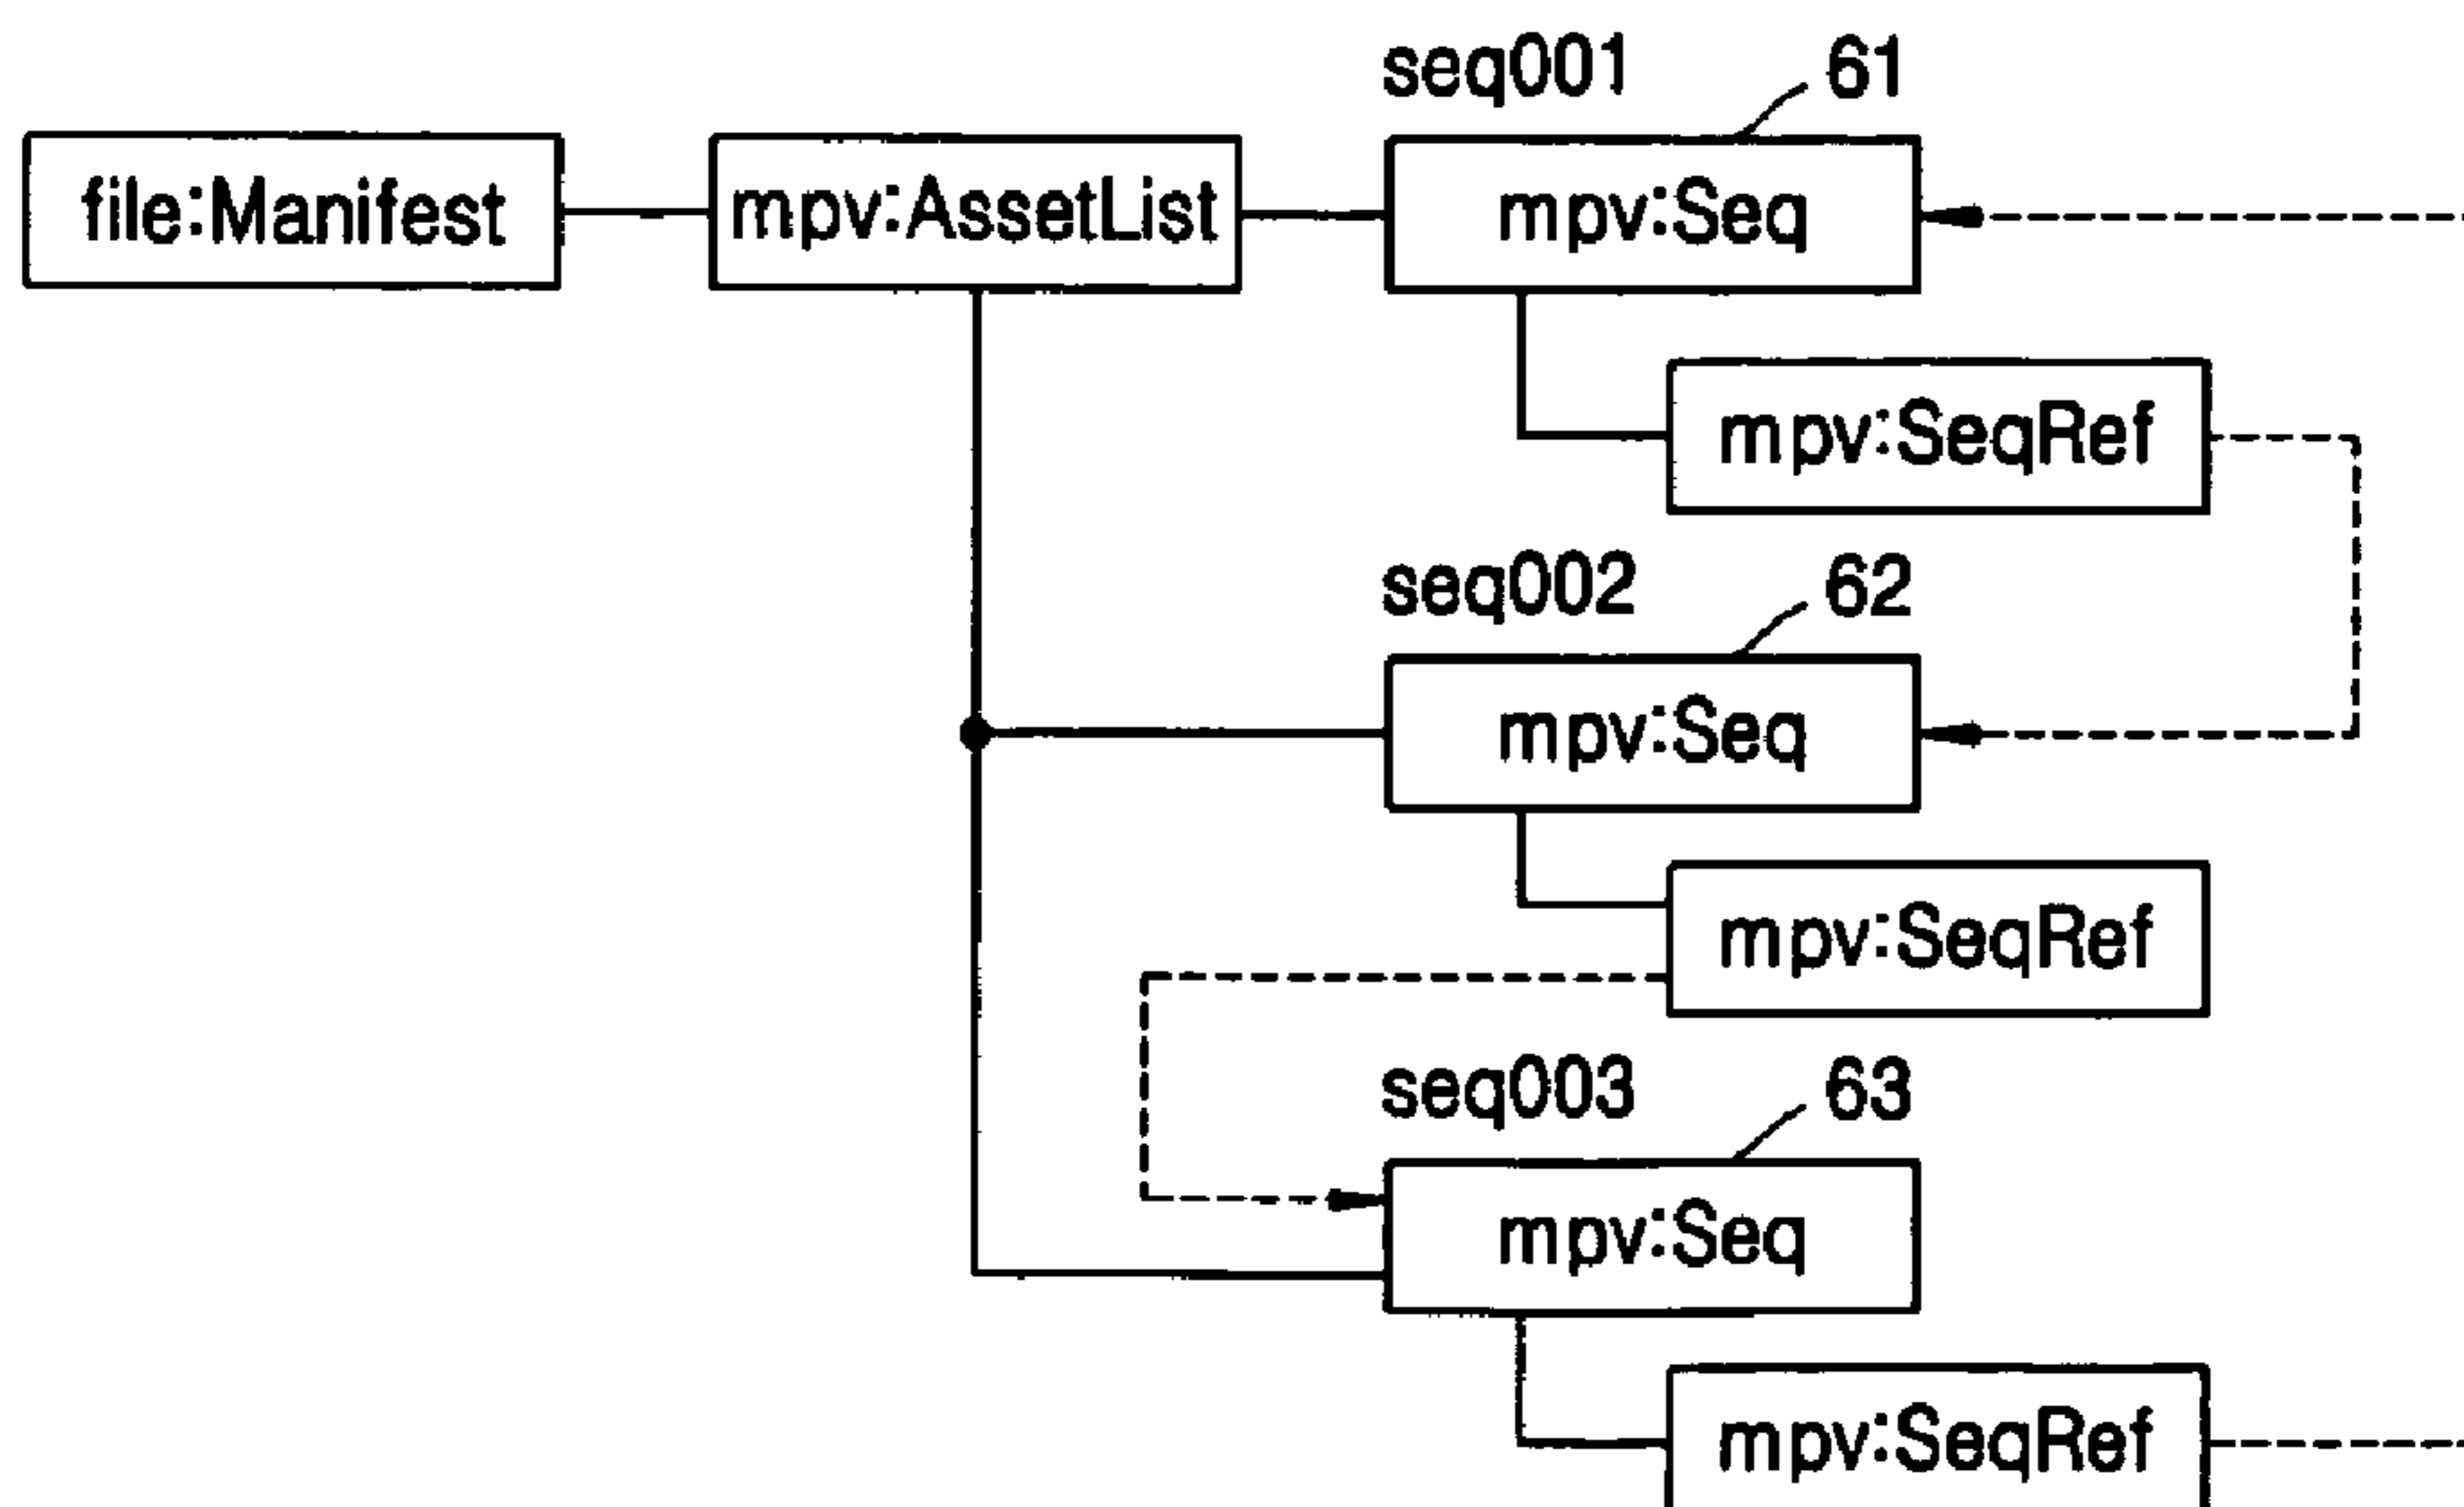 seq001 61
file:Manifest mpv:AssetList mpv:Seq
mpv:SeqRef
seq002 62
mpv:Seq
mpv:SeqRef
seq003 63
mpv:Seq
mpv:SeqRef